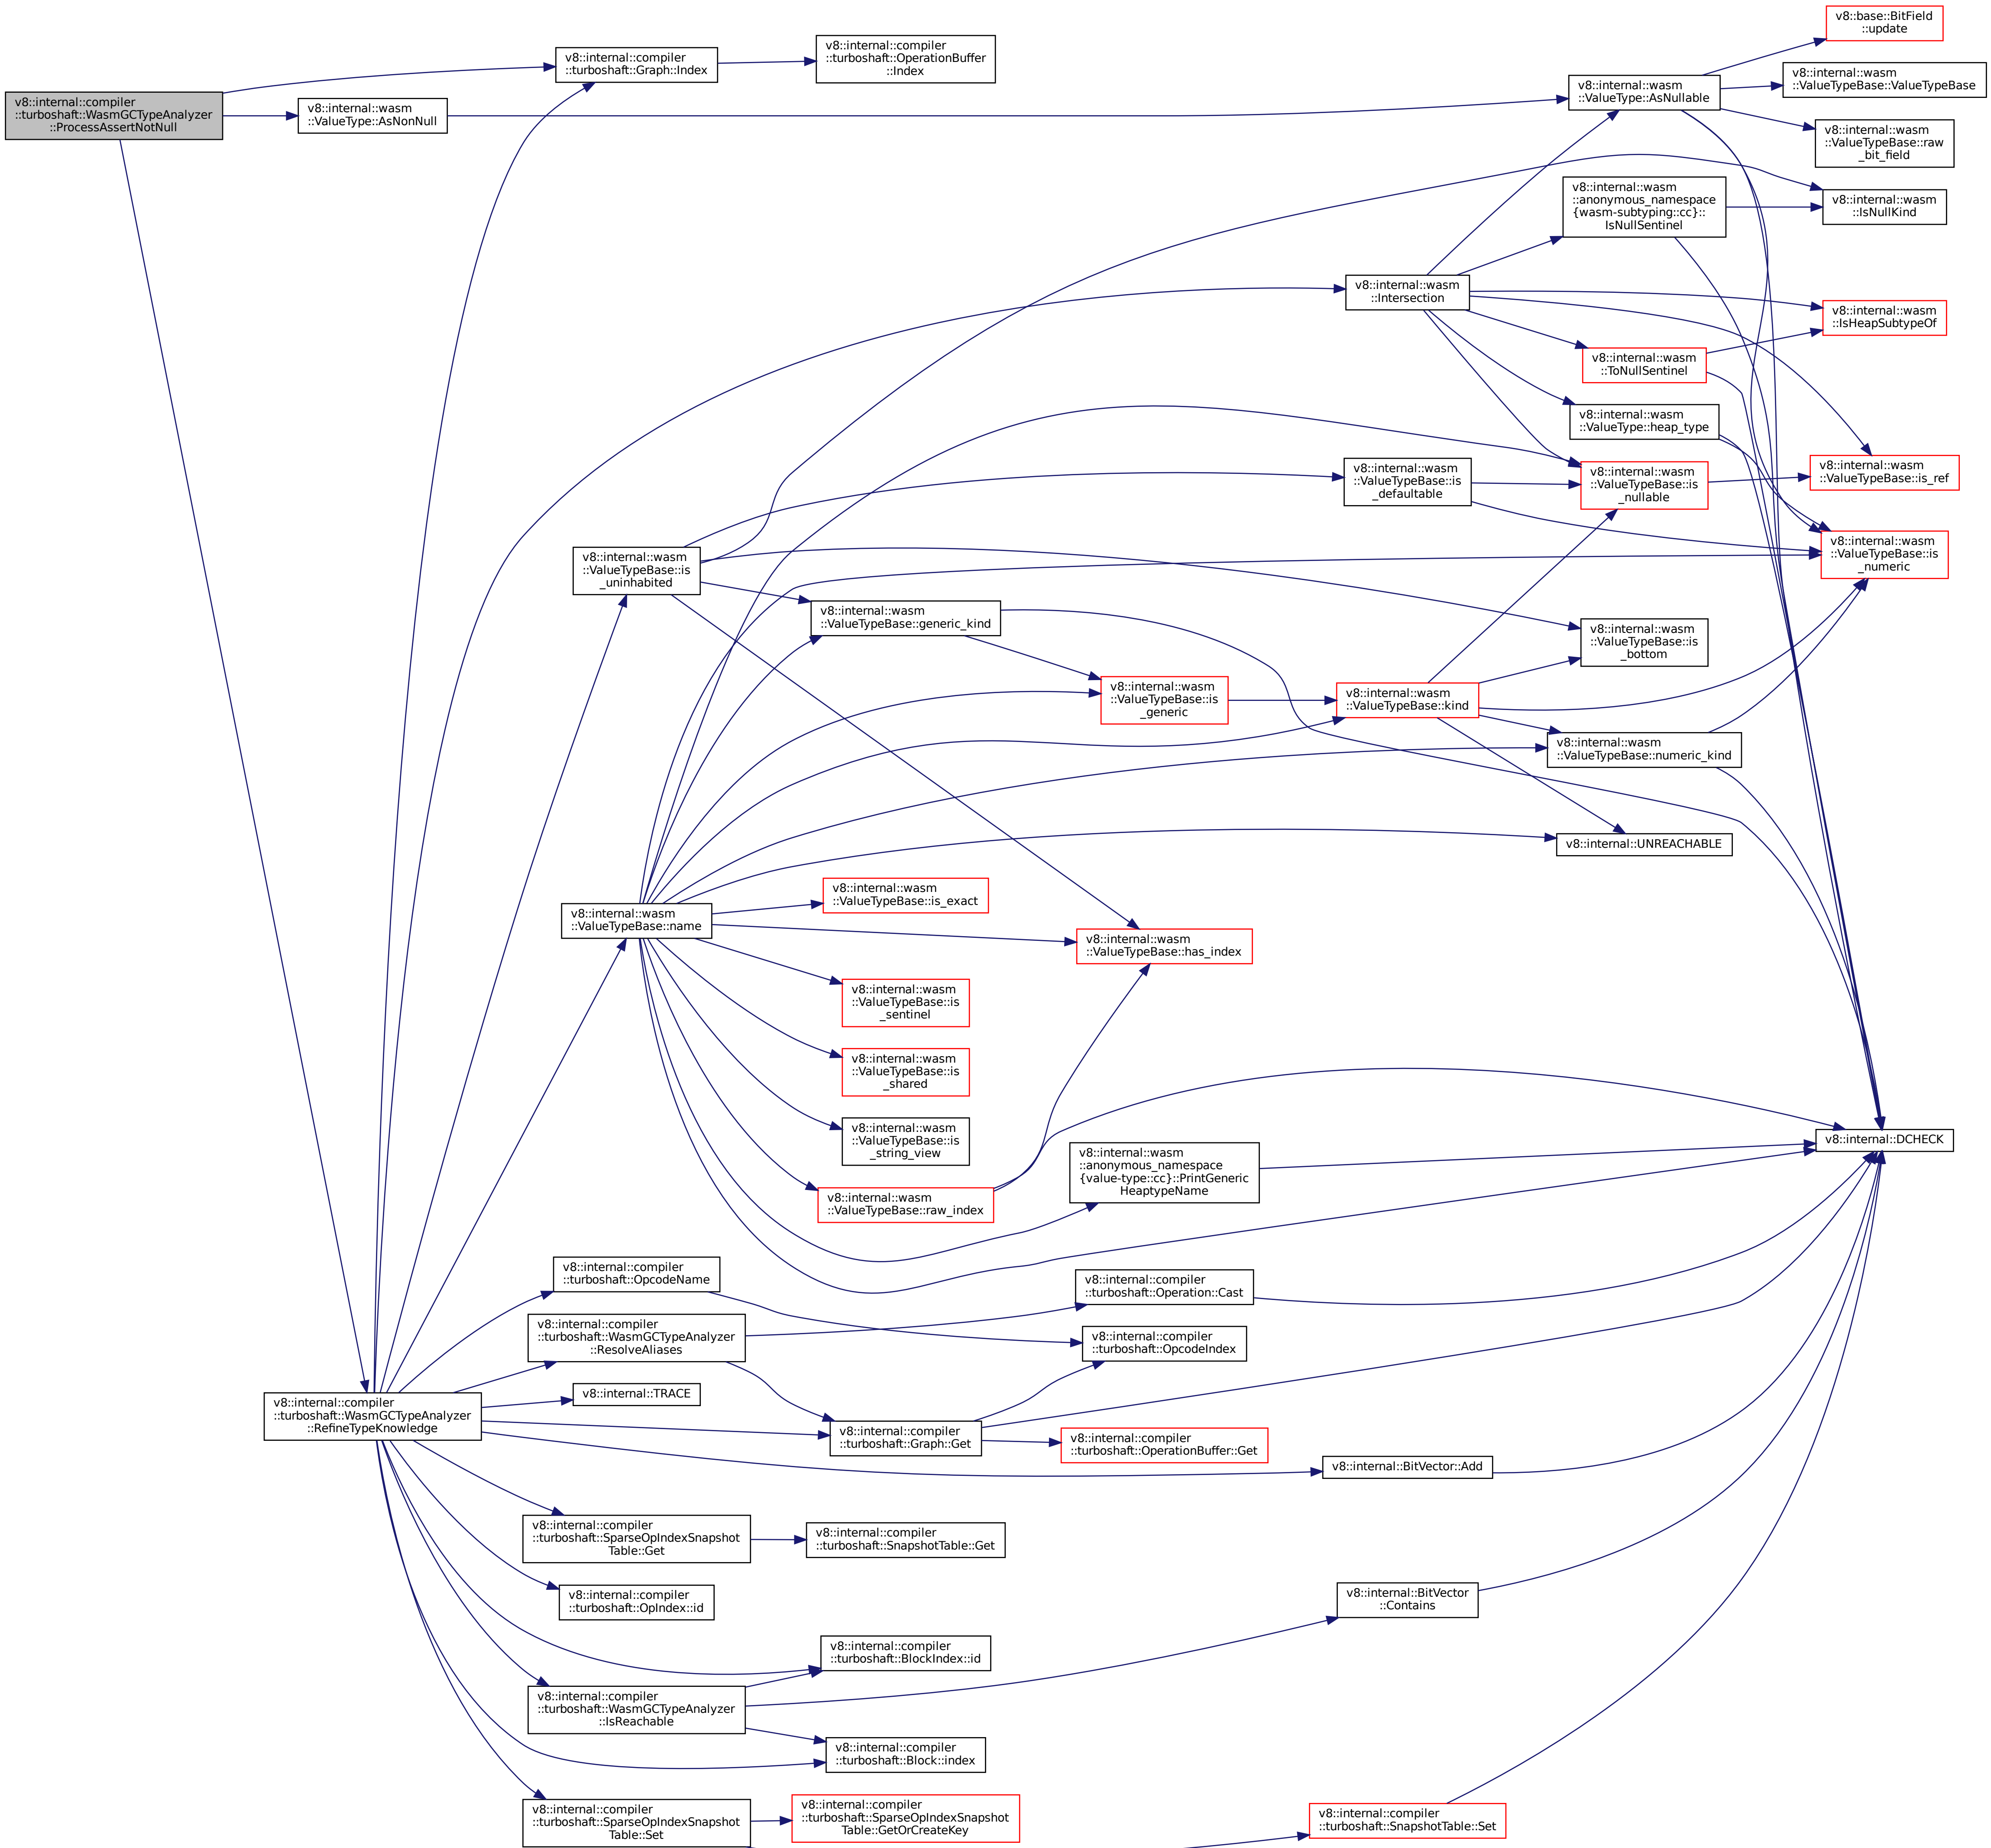 v8::internal::compiler
::turboshaft::WasmGCTypeAnalyzer
::ProcessAssertNotNull
v8::internal::compiler
::turboshaft::Graph::Index
v8::internal::compiler
::turboshaft::OperationBuffer
::Index
v8::internal::wasm
::ValueType::AsNonNull
v8::internal::wasm
::ValueType::AsNullable
v8::base::BitField
::update
v8::internal::wasm
::ValueTypeBase::ValueTypeBase
v8::internal::wasm
::ValueTypeBase::raw
_bit_field
v8::internal::wasm
::anonymous_namespace
{wasm-subtyping::cc}::
IsNullSentinel
v8::internal::wasm
::IsNullKind
v8::internal::wasm
::Intersection
v8::internal::wasm
::IsHeapSubtypeOf
v8::internal::wasm
::ToNullSentinel
v8::internal::wasm
::ValueType::heap_type
v8::internal::wasm
::ValueTypeBase::is
_defaultable
v8::internal::wasm
::ValueTypeBase::is
_nullable
v8::internal::wasm
::ValueTypeBase::is_ref
v8::internal::wasm
::ValueTypeBase::is
_numeric
v8::internal::wasm
::ValueTypeBase::is
_uninhabited
v8::internal::wasm
::ValueTypeBase::generic_kind
v8::internal::wasm
::ValueTypeBase::is
_bottom
v8::internal::wasm
::ValueTypeBase::is
_generic
v8::internal::wasm
::ValueTypeBase::kind
v8::internal::wasm
::ValueTypeBase::numeric_kind
v8::internal::UNREACHABLE
v8::internal::wasm
::ValueTypeBase::name
v8::internal::wasm
::ValueTypeBase::is_exact
v8::internal::wasm
::ValueTypeBase::has_index
v8::internal::wasm
::ValueTypeBase::is
_sentinel
v8::internal::wasm
::ValueTypeBase::is
_shared
v8::internal::wasm
::ValueTypeBase::is
_string_view
v8::internal::wasm
::ValueTypeBase::raw_index
v8::internal::wasm
::anonymous_namespace
{value-type::cc}::PrintGeneric
HeaptypeName
v8::internal::DCHECK
v8::internal::compiler
::turboshaft::OpcodeName
v8::internal::compiler
::turboshaft::Operation::Cast
v8::internal::compiler
::turboshaft::WasmGCTypeAnalyzer
::ResolveAliases
v8::internal::compiler
::turboshaft::OpcodeIndex
v8::internal::TRACE
v8::internal::compiler
::turboshaft::WasmGCTypeAnalyzer
::RefineTypeKnowledge
v8::internal::compiler
::turboshaft::Graph::Get
v8::internal::compiler
::turboshaft::OperationBuffer::Get
v8::internal::BitVector::Add
v8::internal::compiler
::turboshaft::SparseOpIndexSnapshot
Table::Get
v8::internal::compiler
::turboshaft::SnapshotTable::Get
v8::internal::compiler
::turboshaft::OpIndex::id
v8::internal::BitVector
::Contains
v8::internal::compiler
::turboshaft::BlockIndex::id
v8::internal::compiler
::turboshaft::WasmGCTypeAnalyzer
::IsReachable
v8::internal::compiler
::turboshaft::Block::index
v8::internal::compiler
::turboshaft::SparseOpIndexSnapshot
Table::Set
v8::internal::compiler
::turboshaft::SparseOpIndexSnapshot
Table::GetOrCreateKey
v8::internal::compiler
::turboshaft::SnapshotTable::Set